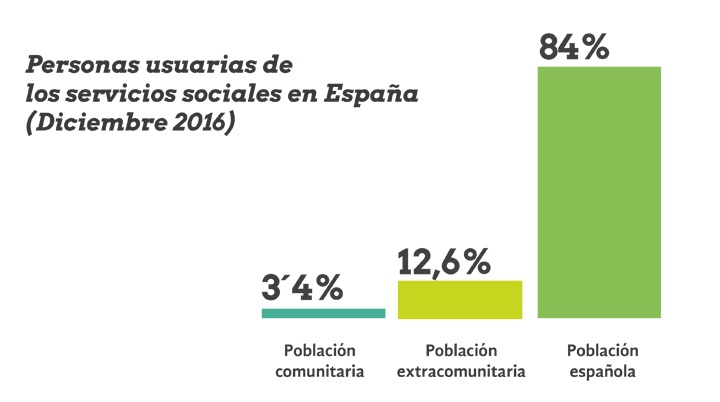 Personas usuarias de
los servicios sociales en España
(Diciembre 2016)
84%
12,6%
3´4%
Población
comunitaria
Población
extracomunitaria
Población
española